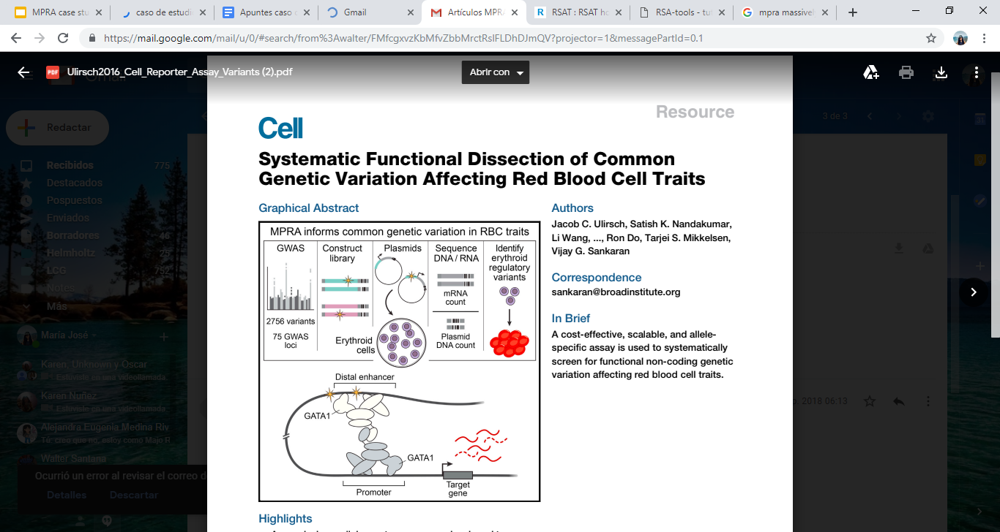 MPRA case stu
caso de estudi
Apuntes caso
Gmail
Artículos MPR
RSAT : RSAT ho
RSA-tools - tu
mpra massivel
https://mail.google.com/mail/u/0/#search/from%3Awalter/FMfcgxvzKbMfvZbbMrctRslFLDhDJmQV?projector=1&messagePartId=0.1
PDF
Ulirsch2016_Cell_Reporter_Assay_Variants (2).pdf
Abrir con
Redactar
3 de 3
Recibidos 775
Destacados
Pospuestos
Enviados
Borradores 46
Helmholtz 25
LCG 752
Notes
Más
María José
Karen, Unknown y Oscar
Estuviste en una videollamada
Karen Nuñez
Estuviste en una videollamada
Alejandra Eugenia Medina Riv
Tú: creo que no, estoy como Majo R
Walter Santana
Ocurrió un error al revisar el correo d
Detalles Descartar
2018 06:13
Resource
Cell
Systematic Functional Dissection of Common
Genetic Variation Affecting Red Blood Cell Traits
Graphical Abstract
MPRA informs common genetic variation in RBC traits
GWAS
2756 variants
75 GWAS
loci
Construct
library
Plasmids
Erythroid
cells
Sequence
DNA / RNA
mRNA
count
Plasmid
DNA count
Identify
erythroid
regulatory
variants
Distal enhancer
GATA1
GATA1
Promoter
Target
gene
Authors
Jacob C. Ulirsch, Satish K. Nandakumar,
Li Wang, ..., Ron Do, Tarjei S. Mikkelsen,
Vijay G. Sankaran
Correspondence
sankaran@broadinstitute.org
In Brief
A cost-effective, scalable, and allele-
specific assay is used to systematically
screen for functional non-coding genetic
variation affecting red blood cell traits.
Highlights